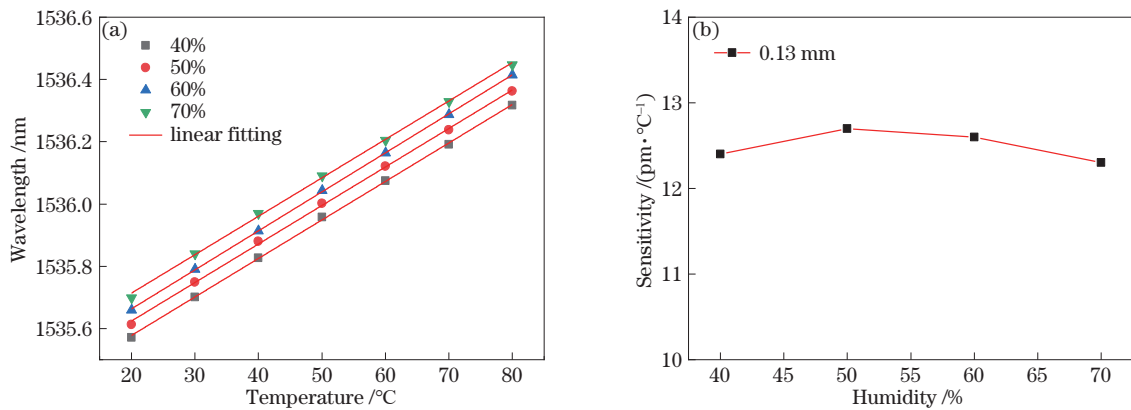 (a)
40%
50%
60%
70%
linear fitting
1536.6
1536.4
1536.2
1536.0
1535.8
1535.6
Wavelength /nm
20 30 40 50 60 70 80
Temperature /°C
(b)
0.13 mm
14
13
12
11
10
Sensitivity /(pm·°C⁻¹)
40 45 50 55 60 65 70
Humidity /%